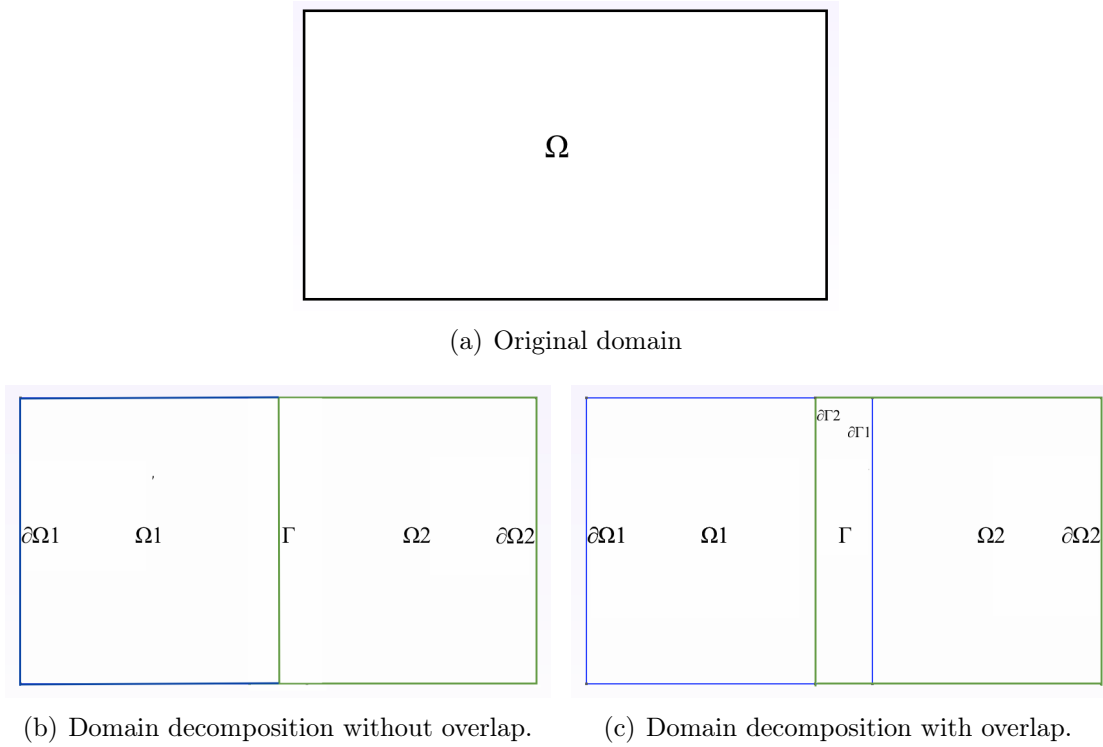 Ω
(a) Original domain
∂Ω1 Ω1 Γ Ω2 ∂Ω2
(b) Domain decomposition without overlap.
∂Γ2
∂Γ1
∂Ω1 Ω1 Γ Ω2 ∂Ω2
(c) Domain decomposition with overlap.